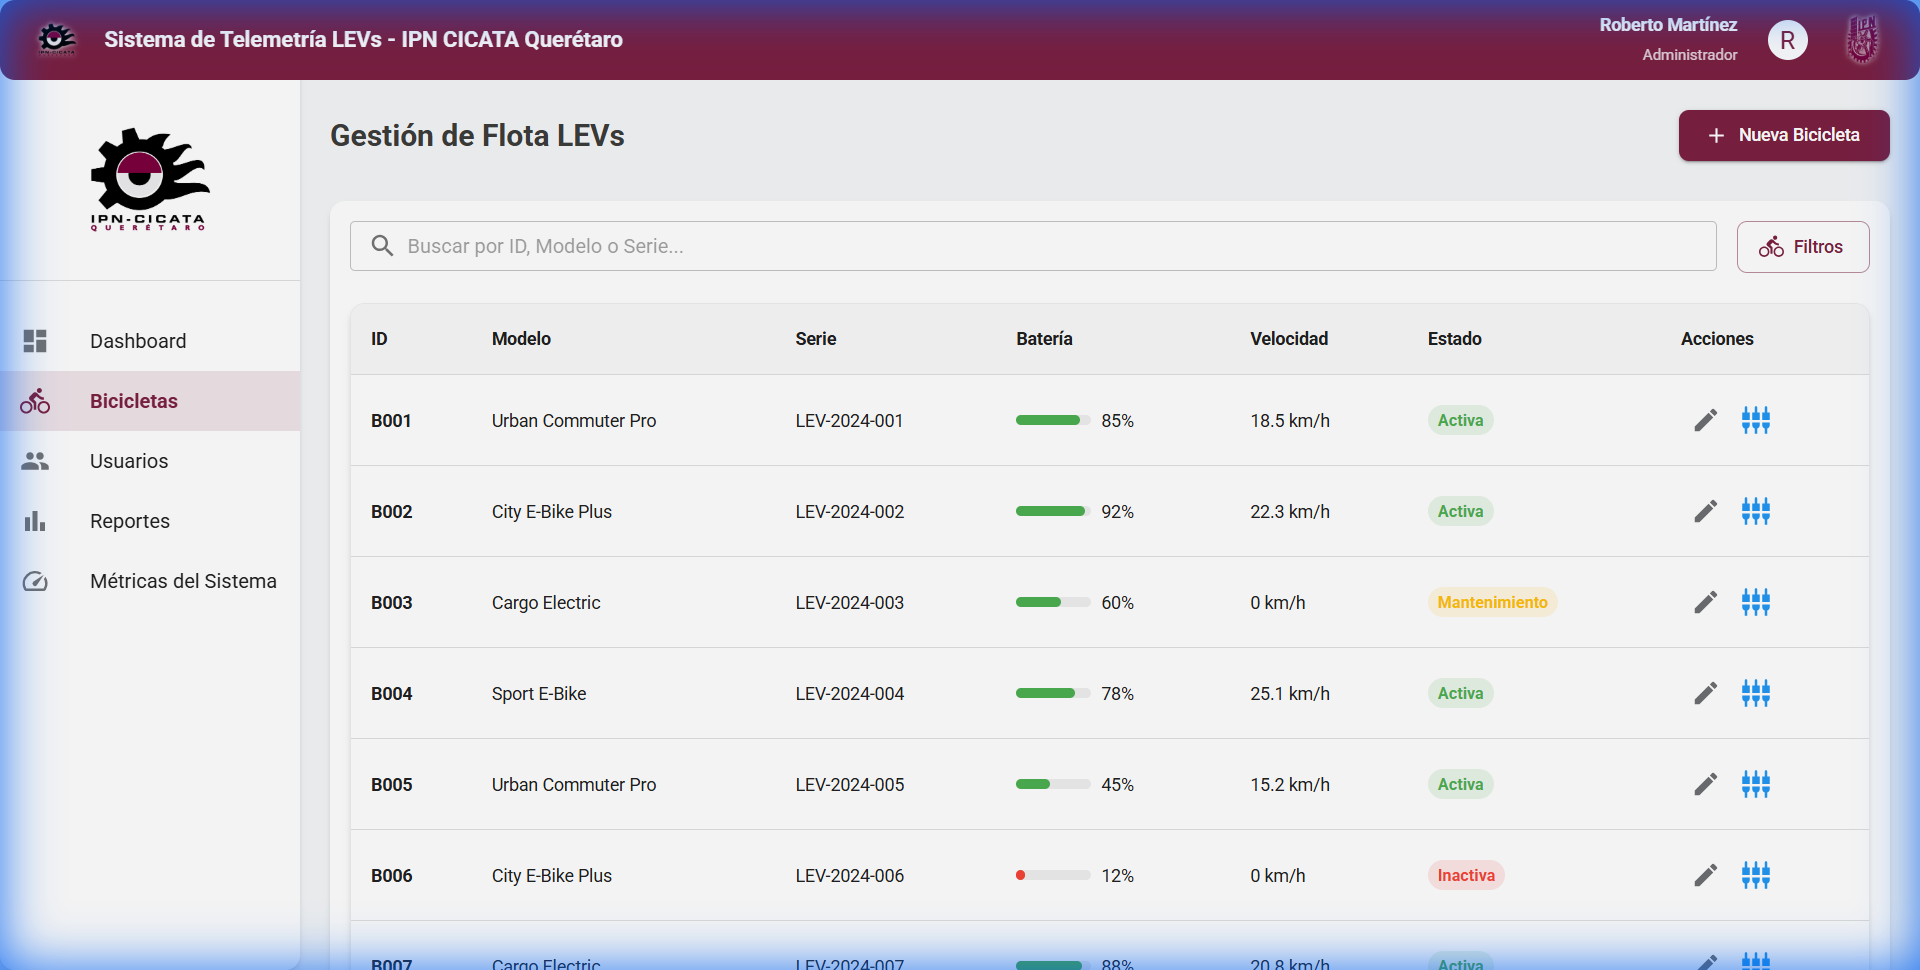 Sistema de Telemetría LEVs - IPN CICATA Querétaro
Roberto Martínez
Administrador
R
IPN-CICATA
QUERÉTARO
Dashboard
Bicicletas
Usuarios
Reportes
Métricas del Sistema
Gestión de Flota LEVs
Nueva Bicicleta
Buscar por ID, Modelo o Serie...
Filtros
ID Modelo Serie Batería Velocidad Estado Acciones
B001 Urban Commuter Pro LEV-2024-001 85% 18.5 km/h Activa
B002 City E-Bike Plus LEV-2024-002 92% 22.3 km/h Activa
B003 Cargo Electric LEV-2024-003 60% 0 km/h Mantenimiento
B004 Sport E-Bike LEV-2024-004 78% 25.1 km/h Activa
B005 Urban Commuter Pro LEV-2024-005 45% 15.2 km/h Activa
B006 City E-Bike Plus LEV-2024-006 12% 0 km/h Inactiva
B007 Cargo Electric LEV-2024-007 88% 20.8 km/h Activa